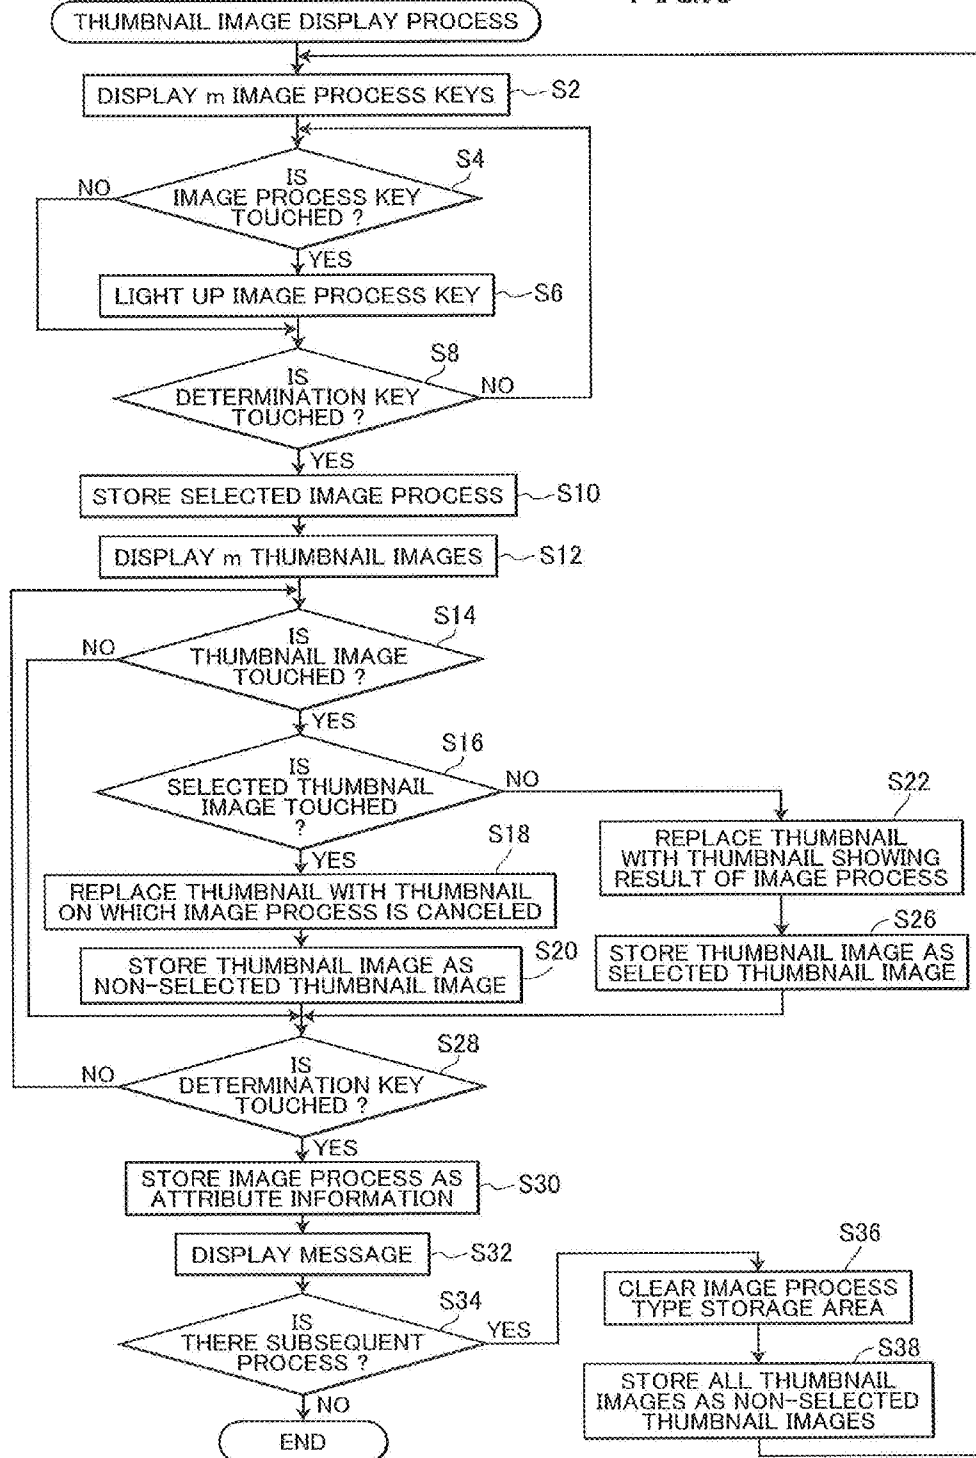 THUMBNAIL IMAGE DISPLAY PROCESS
DISPLAY m IMAGE PROCESS KEYS
S2
IS
IMAGE PROCESS KEY
TOUCHED ?
S4
NO
YES
LIGHT UP IMAGE PROCESS KEY
S6
IS
DETERMINATION KEY
TOUCHED ?
S8
NO
YES
STORE SELECTED IMAGE PROCESS
S10
DISPLAY m THUMBNAIL IMAGES
S12
IS
THUMBNAIL IMAGE
TOUCHED ?
S14
NO
YES
IS
SELECTED THUMBNAIL
IMAGE TOUCHED
?
S16
NO
YES
S18
REPLACE THUMBNAIL WITH THUMBNAIL
ON WHICH IMAGE PROCESS IS CANCELED
STORE THUMBNAIL IMAGE AS
NON-SELECTED THUMBNAIL IMAGE
S20
S22
REPLACE THUMBNAIL
WITH THUMBNAIL SHOWING
RESULT OF IMAGE PROCESS
S26
STORE THUMBNAIL IMAGE AS
SELECTED THUMBNAIL IMAGE
IS
DETERMINATION KEY
TOUCHED ?
S28
NO
YES
STORE IMAGE PROCESS AS
ATTRIBUTE INFORMATION
S30
DISPLAY MESSAGE
S32
IS
THERE SUBSEQUENT
PROCESS ?
S34
YES
NO
END
S36
CLEAR IMAGE PROCESS
TYPE STORAGE AREA
S38
STORE ALL THUMBNAIL
IMAGES AS NON-SELECTED
THUMBNAIL IMAGES